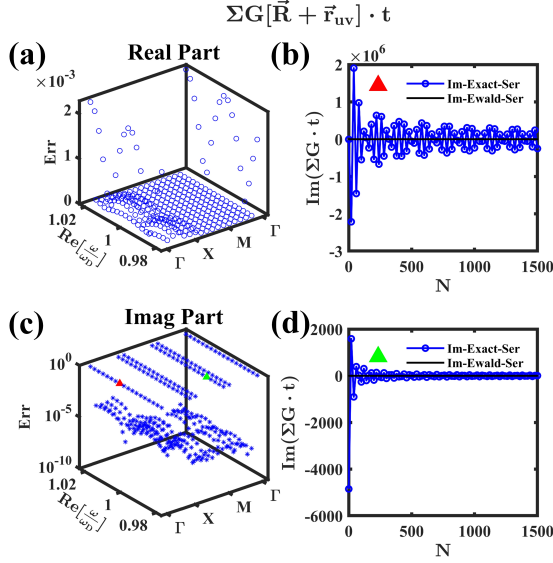 ΣG[R⃗ + r⃗uv] · t
(a) Real Part
×10⁻³
2
1
0
Err
1.02
1
0.98
Re[ω/ωD]
Γ X M Γ
(b)
×10⁶
2
1
0
-1
-2
-3
Im(ΣG · t)
Im-Exact-Ser
Im-Ewald-Ser
0 500 1000 1500
N
(c) Imag Part
10⁰
10⁻⁵
10⁻¹⁰
Err
1.02
1
0.98
Re[ω/ωD]
Γ X M Γ
(d)
2000
0
-2000
-4000
-6000
Im(ΣG · t)
Im-Exact-Ser
Im-Ewald-Ser
0 500 1000 1500
N